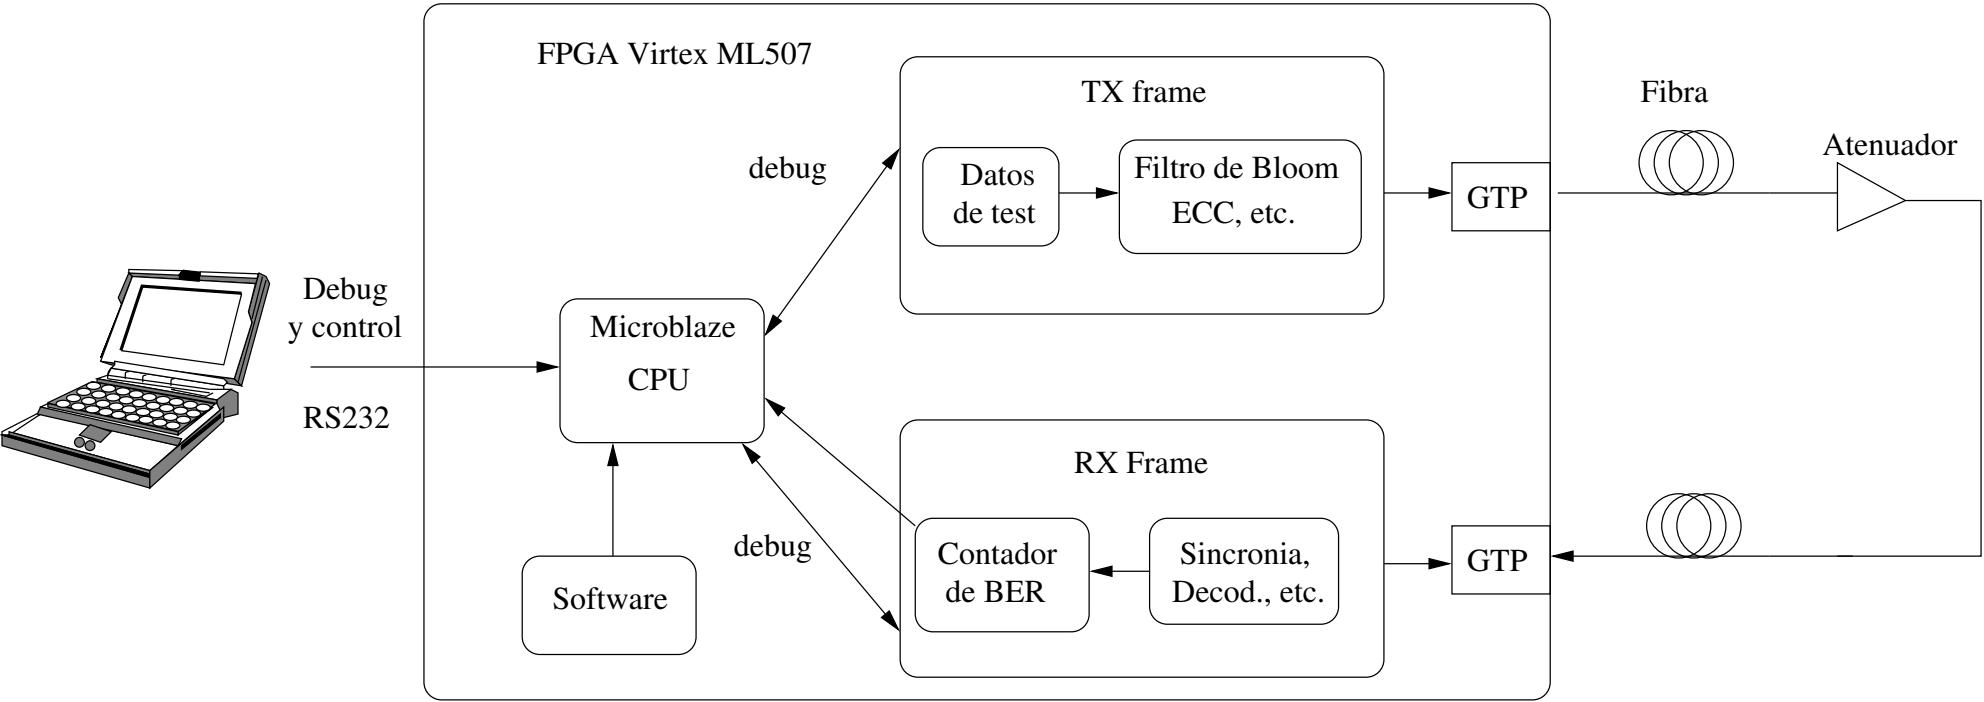 FPGA Virtex ML507
TX frame
Datos
de test
Filtro de Bloom
ECC, etc.
GTP
Fibra
Atenuador
debug
Debug
y control
RS232
Microblaze
CPU
Software
debug
RX Frame
Contador
de BER
Sincronia,
Decod., etc.
GTP